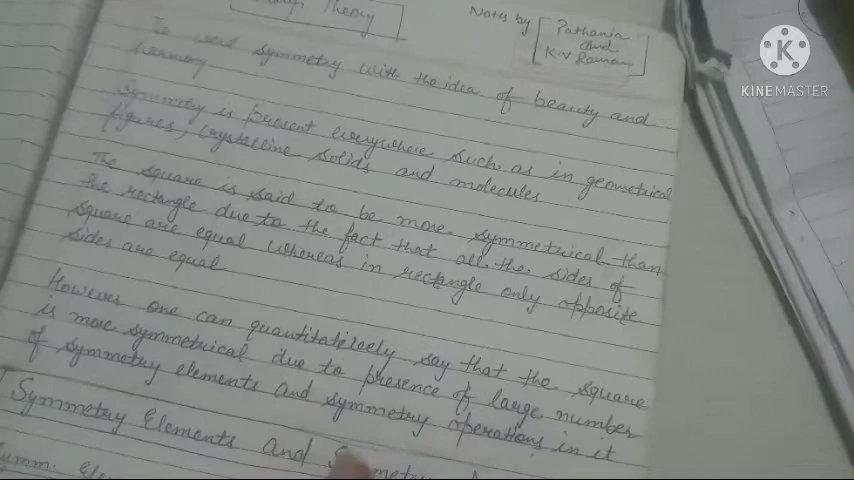 Theory
Notes by [Pathania
and
K.V Raman]
To word symmetry with the idea of beauty and
harmony
Symmetry is present everywhere such as in geometrical
figures, crystalline solids and molecules
The square is said to be more symmetrical than
the rectangle due to the fact that all the sides of
square are equal whereas in rectangle only opposite
sides are equal
However one can quantitatively say that the square
is more symmetrical due to presence of large number
of symmetry elements and symmetry operations in it
Symmetry Elements and
Symm.
K
KINEMASTER